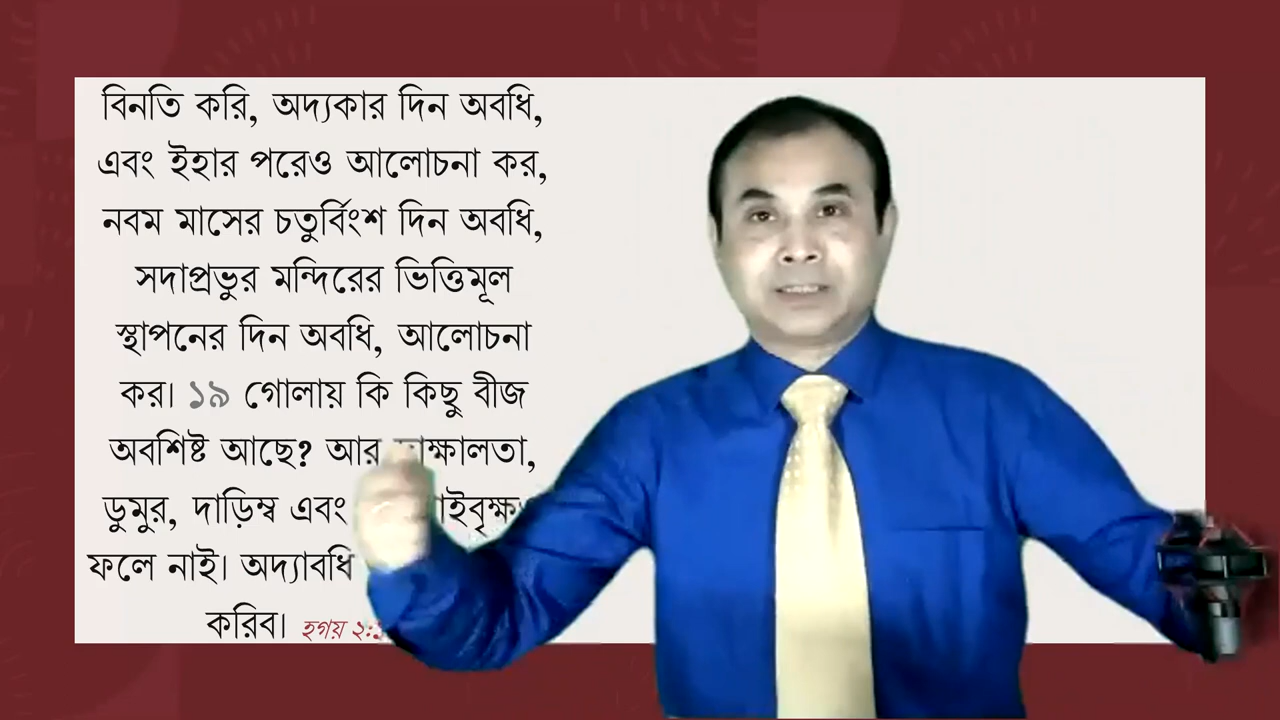 বিনতি করি, অদ্যকার দিন অবধি,
এবং ইহার পরেও আলোচনা কর,
নবম মাসের চতুর্বিংশ দিন অবধি,
সদাপ্রভুর মন্দিরের ভিত্তিমূল
স্থাপনের দিন অবধি, আলোচনা
কর। ১৯ গোলায় কি কিছু বীজ
অবশিষ্ট আছে? আর
ডুমুর, দাড়িম্ব এবং
ফলে নাই। অদ্যাবধি
করিব। হগয় ২: